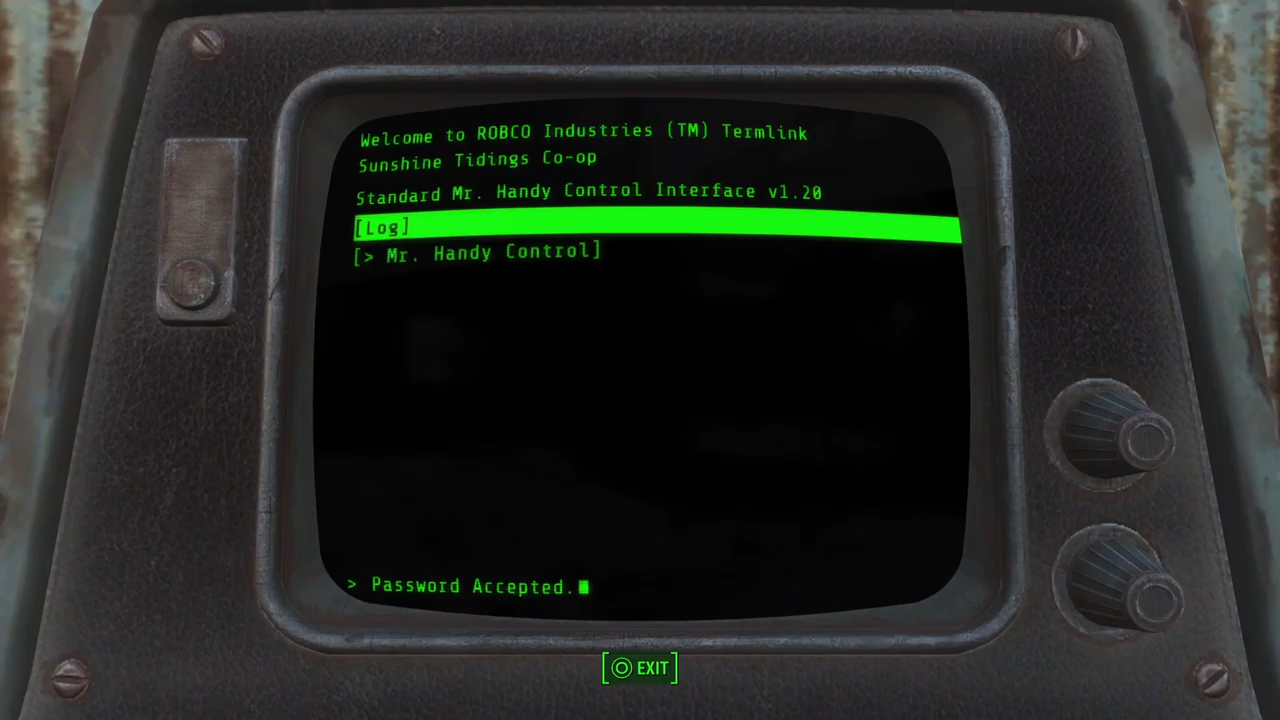 Welcome to ROBCO Industries (TM) Termlink
Sunshine Tidings Co-op
Standard Mr. Handy Control Interface v1.20
[Log]
[> Mr. Handy Control]
> Password Accepted.
[ EXIT]